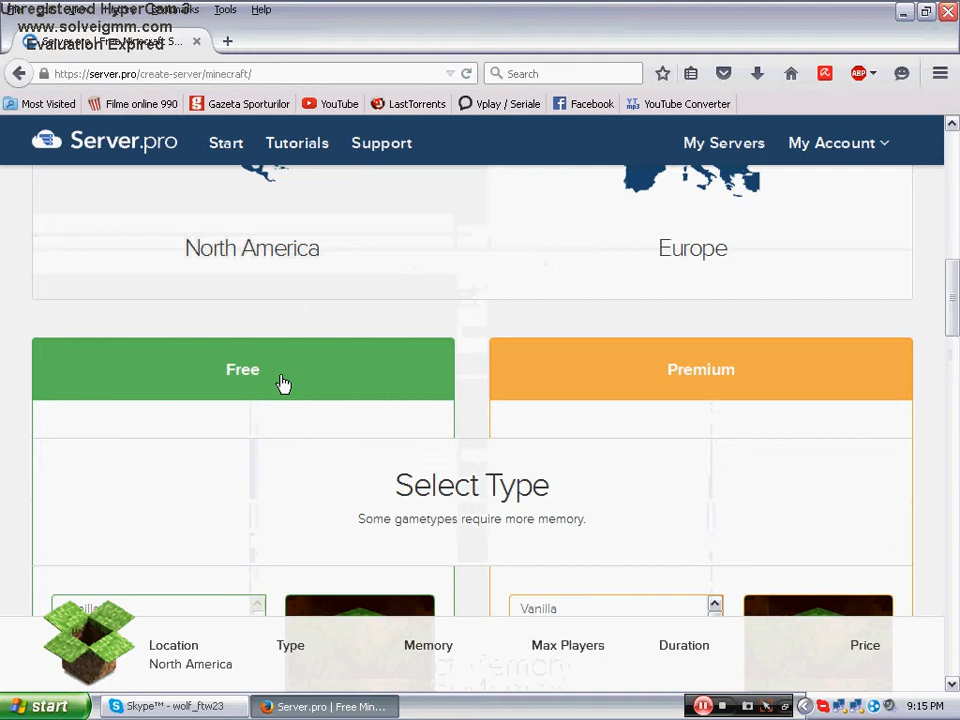 Unregistered HyperCam 3
Tools Help
www.solveigmm.com
Evaluation Expired
https://server.pro/create-server/minecraft/
Search
ABP
Most Visited
Filme online 990
Gazeta Sporturilor
YouTube
LastTorrents
Vplay / Seriale
Facebook
YouTube Converter
Server.pro
Start
Tutorials
Support
My Servers
My Account
North America
Europe
Free
Premium
Select Type
Some gametypes require more memory.
Vanilla
Location
Type
Memory
Max Players
Duration
Price
North America
start
Skype™ - wolf_ftw23
Server.pro | Free Min...
9:15 PM